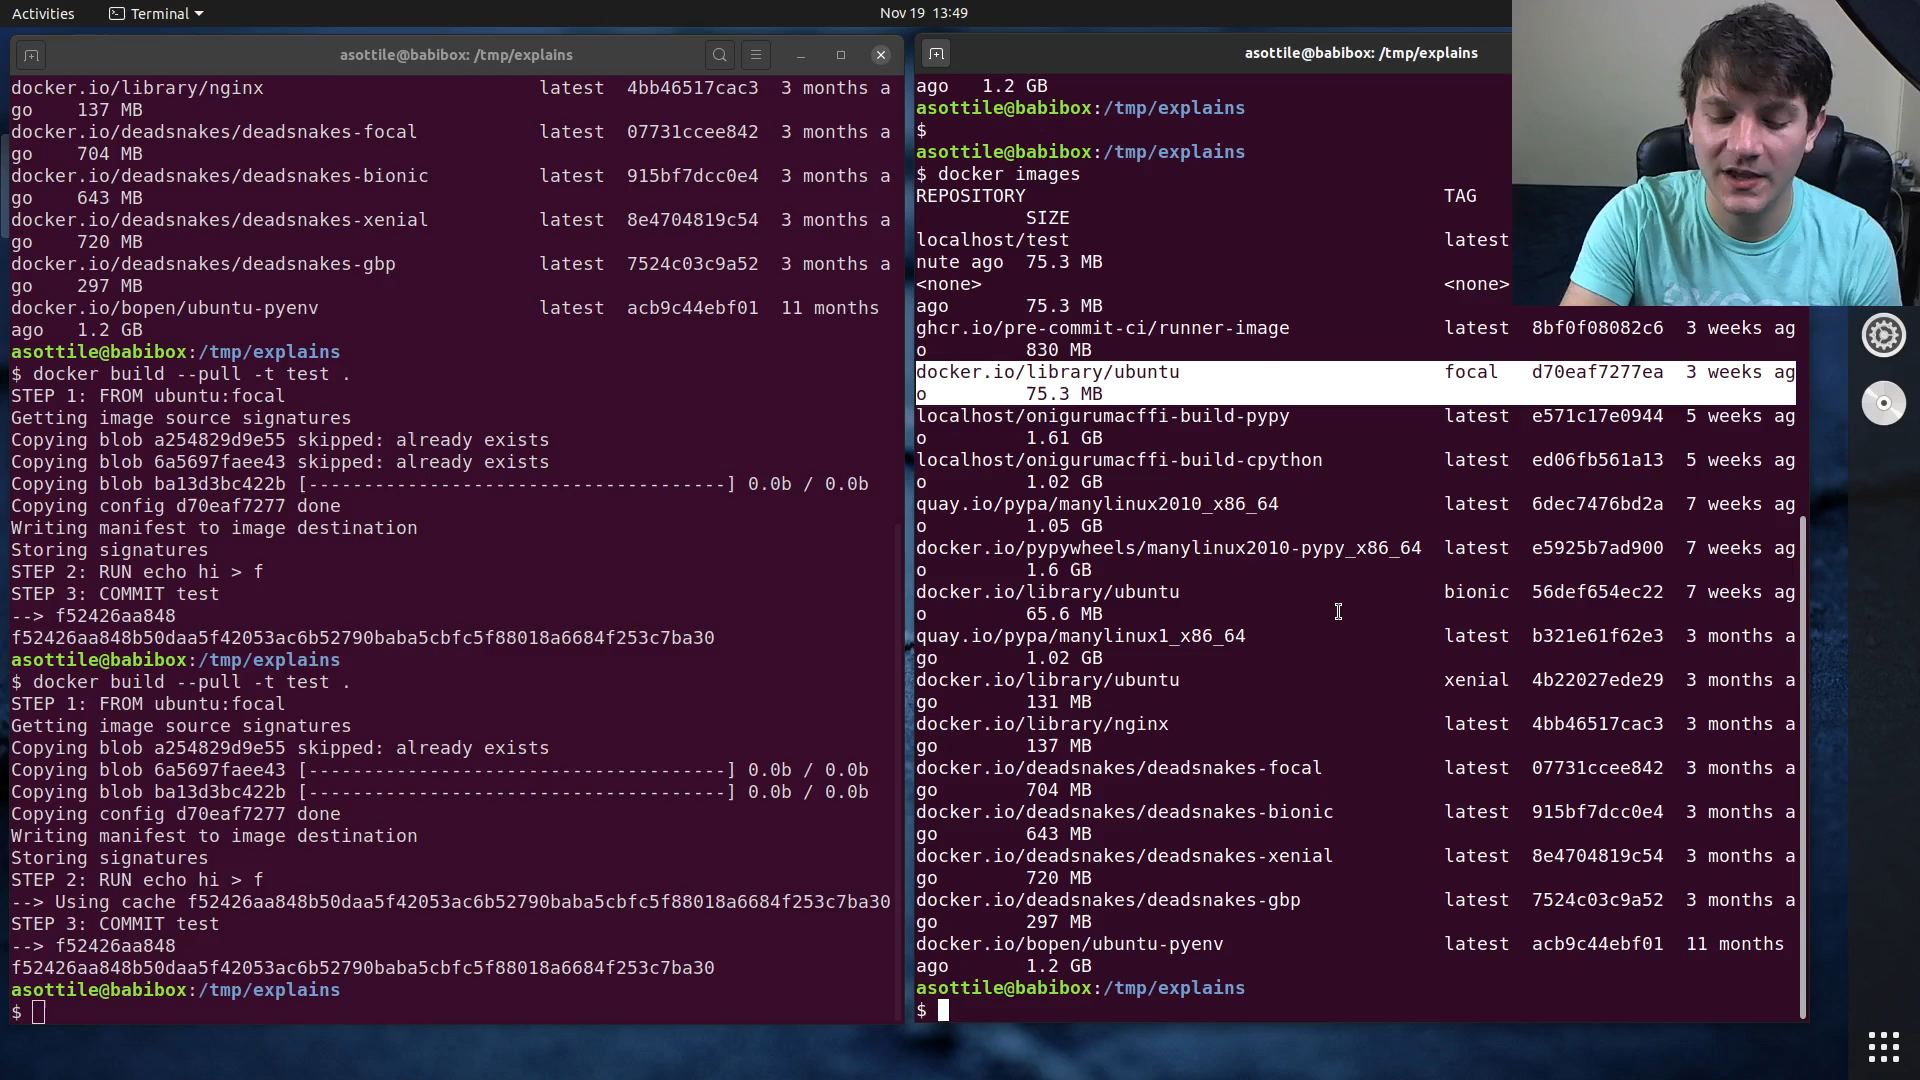 Activities
Terminal
Nov 19 13:49
asottile@babibox: /tmp/explains
docker.io/library/nginx latest 4bb46517cac3 3 months a
go 137 MB
docker.io/deadsnakes/deadsnakes-focal latest 07731ccee842 3 months a
go 704 MB
docker.io/deadsnakes/deadsnakes-bionic latest 915bf7dcc0e4 3 months a
go 643 MB
docker.io/deadsnakes/deadsnakes-xenial latest 8e4704819c54 3 months a
go 720 MB
docker.io/deadsnakes/deadsnakes-gbp latest 7524c03c9a52 3 months a
go 297 MB
docker.io/bopen/ubuntu-pyenv latest acb9c44ebf01 11 months
ago 1.2 GB
asottile@babibox:/tmp/explains
$ docker build --pull -t test .
STEP 1: FROM ubuntu:focal
Getting image source signatures
Copying blob a254829d9e55 skipped: already exists
Copying blob 6a5697faee43 skipped: already exists
Copying blob ba13d3bc422b [--------------------------------------] 0.0b / 0.0b
Copying config d70eaf7277 done
Writing manifest to image destination
Storing signatures
STEP 2: RUN echo hi > f
STEP 3: COMMIT test
--> f52426aa848
f52426aa848b50daa5f42053ac6b52790baba5cbfc5f88018a6684f253c7ba30
asottile@babibox:/tmp/explains
$ docker build --pull -t test .
STEP 1: FROM ubuntu:focal
Getting image source signatures
Copying blob a254829d9e55 skipped: already exists
Copying blob 6a5697faee43 [--------------------------------------] 0.0b / 0.0b
Copying blob ba13d3bc422b [--------------------------------------] 0.0b / 0.0b
Copying config d70eaf7277 done
Writing manifest to image destination
Storing signatures
STEP 2: RUN echo hi > f
--> Using cache f52426aa848b50daa5f42053ac6b52790baba5cbfc5f88018a6684f253c7ba30
STEP 3: COMMIT test
--> f52426aa848
f52426aa848b50daa5f42053ac6b52790baba5cbfc5f88018a6684f253c7ba30
asottile@babibox:/tmp/explains
$
asottile@babibox: /tmp/explains
ago 1.2 GB
asottile@babibox:/tmp/explains
$
asottile@babibox:/tmp/explains
$ docker images
REPOSITORY TAG
SIZE
localhost/test latest
nute ago 75.3 MB
<none> <none>
ago 75.3 MB
ghcr.io/pre-commit-ci/runner-image latest 8bf0f08082c6 3 weeks ag
o 830 MB
docker.io/library/ubuntu focal d70eaf7277ea 3 weeks ag
o 75.3 MB
localhost/onigurumacffi-build-pypy latest e571c17e0944 5 weeks ag
o 1.61 GB
localhost/onigurumacffi-build-cpython latest ed06fb561a13 5 weeks ag
o 1.02 GB
quay.io/pypa/manylinux2010_x86_64 latest 6dec7476bd2a 7 weeks ag
o 1.05 GB
docker.io/pypywheels/manylinux2010-pypy_x86_64 latest e5925b7ad900 7 weeks ag
o 1.6 GB
docker.io/library/ubuntu bionic 56def654ec22 7 weeks ag
o 65.6 MB
quay.io/pypa/manylinux1_x86_64 latest b321e61f62e3 3 months a
go 1.02 GB
docker.io/library/ubuntu xenial 4b22027ede29 3 months a
go 131 MB
docker.io/library/nginx latest 4bb46517cac3 3 months a
go 137 MB
docker.io/deadsnakes/deadsnakes-focal latest 07731ccee842 3 months a
go 704 MB
docker.io/deadsnakes/deadsnakes-bionic latest 915bf7dcc0e4 3 months a
go 643 MB
docker.io/deadsnakes/deadsnakes-xenial latest 8e4704819c54 3 months a
go 720 MB
docker.io/deadsnakes/deadsnakes-gbp latest 7524c03c9a52 3 months a
go 297 MB
docker.io/bopen/ubuntu-pyenv latest acb9c44ebf01 11 months
ago 1.2 GB
asottile@babibox:/tmp/explains
$